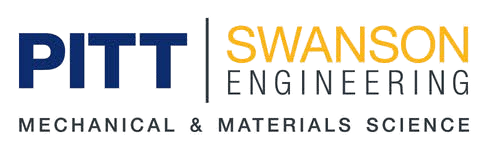 PITT
SWANSON
ENGINEERING
MECHANICAL & MATERIALS SCIENCE